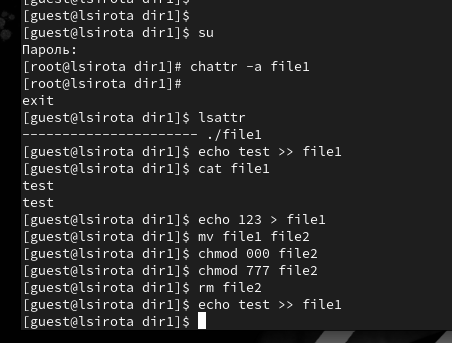 [guest@lsirota dir1]$
[guest@lsirota dir1]$
[guest@lsirota dir1]$ su
Пароль:
[root@lsirota dir1]# chattr -a file1
[root@lsirota dir1]#
exit
[guest@lsirota dir1]$ lsattr
---------------------- ./file1
[guest@lsirota dir1]$ echo test >> file1
[guest@lsirota dir1]$ cat file1
test
test
[guest@lsirota dir1]$ echo 123 > file1
[guest@lsirota dir1]$ mv file1 file2
[guest@lsirota dir1]$ chmod 000 file2
[guest@lsirota dir1]$ chmod 777 file2
[guest@lsirota dir1]$ rm file2
[guest@lsirota dir1]$ echo test >> file1
[guest@lsirota dir1]$